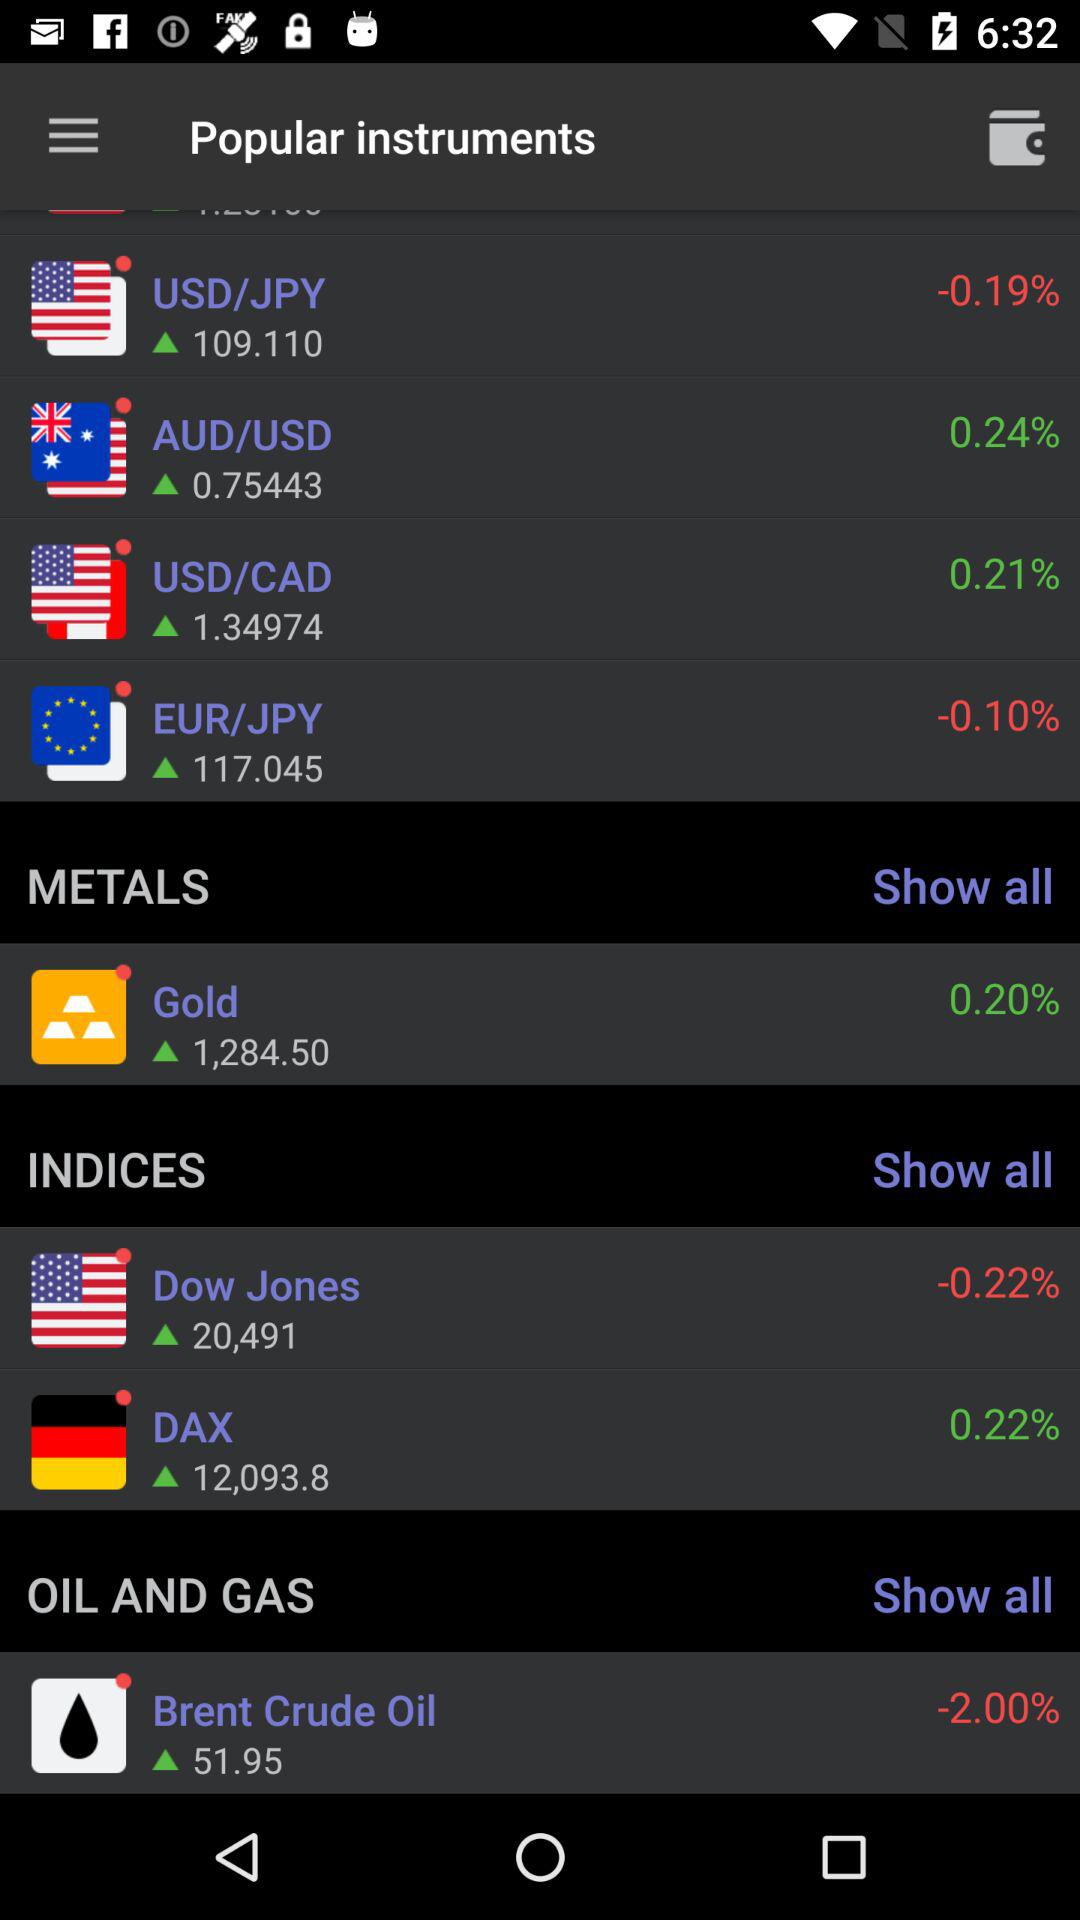 FAKE
6:32
Popular instruments
USD/JPY -0.19%
109.110
AUD/USD 0.24%
0.75443
USD/CAD 0.21%
1.34974
EUR/JPY -0.10%
117.045
METALS Show all
Gold 0.20%
1,284.50
INDICES Show all
Dow Jones -0.22%
20,491
DAX 0.22%
12,093.8
OIL AND GAS Show all
Brent Crude Oil -2.00%
51.95